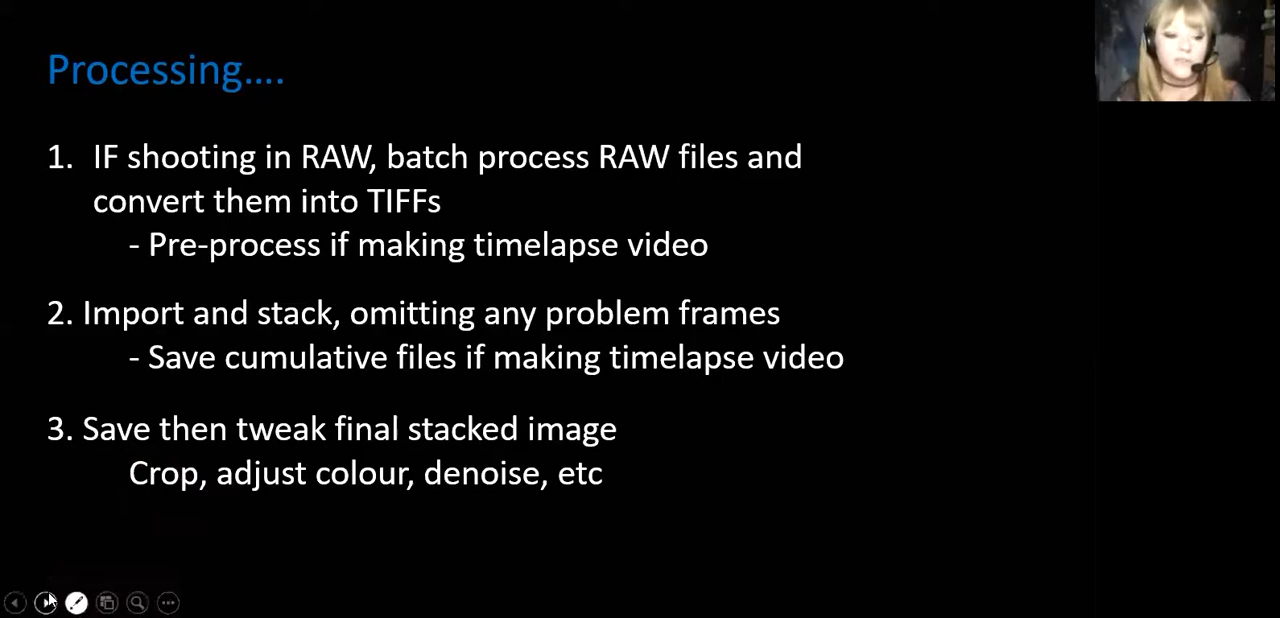 Processing....
1. IF shooting in RAW, batch process RAW files and
convert them into TIFFs
- Pre-process if making timelapse video
2. Import and stack, omitting any problem frames
- Save cumulative files if making timelapse video
3. Save then tweak final stacked image
Crop, adjust colour, denoise, etc